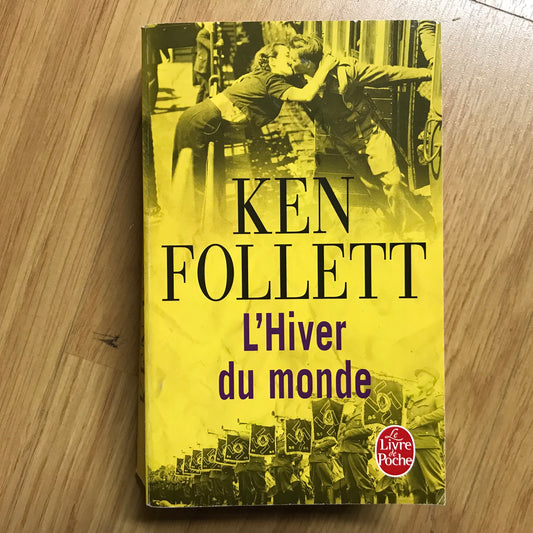 KEN
FOLLETT
L'Hiver
du monde
Le
Livre
de
Poche